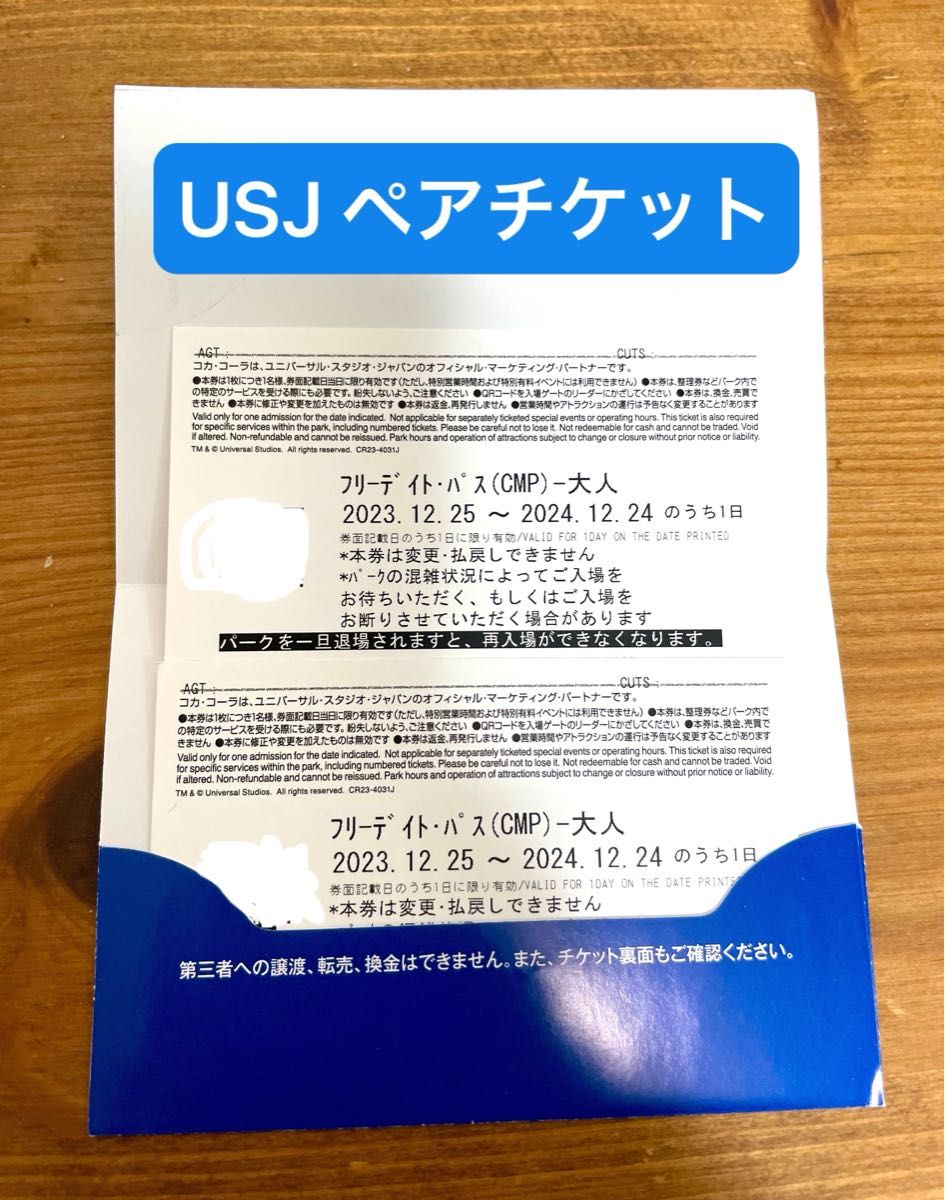 USJ ペアチケット
AGT : CUTS :
コカ・コーラは、ユニバーサル・スタジオ・ジャパンのオフィシャル・マーケティング・パートナーです。
●本券は1枚につき1名様、券面記載日当日に限り有効です(ただし、特別営業時間および特別有料イベントには利用できません) ●本券は、整理券などパーク内で
の特定のサービスを受ける際にも必要です。紛失しないよう、ご注意ください ●QRコードを入場ゲートのリーダーにかざしてください ●本券は、換金、売買で
きません ●本券に修正や変更を加えたものは無効です ●本券は返金、再発行しません ●営業時間やアトラクションの運行は予告なく変更することがあります
Valid only for one admission for the date indicated. Not applicable for separately ticketed special events or operating hours. This ticket is also required
for specific services within the park, including numbered tickets. Please be careful not to lose it. Not redeemable for cash and cannot be traded. Void
if altered. Non-refundable and cannot be reissued. Park hours and operation of attractions subject to change or closure without prior notice or liability.
TM & © Universal Studios. All rights reserved. CR23-4031J
ﾌﾘｰﾃﾞｲﾄ・ﾊﾟｽ(CMP)-大人
2023.12.25 ～ 2024.12.24 のうち1日
券面記載日のうち1日に限り有効/VALID FOR 1DAY ON THE DATE PRINTED
*本券は変更・払戻しできません
*ﾊﾟｰｸの混雑状況によってご入場を
お待ちいただく、もしくはご入場を
お断りさせていただく場合があります
パークを一旦退場されますと、再入場ができなくなります。
AGT : CUTS :
コカ・コーラは、ユニバーサル・スタジオ・ジャパンのオフィシャル・マーケティング・パートナーです。
●本券は1枚につき1名様、券面記載日当日に限り有効です(ただし、特別営業時間および特別有料イベントには利用できません) ●本券は、整理券などパーク内で
の特定のサービスを受ける際にも必要です。紛失しないよう、ご注意ください ●QRコードを入場ゲートのリーダーにかざしてください ●本券は、換金、売買で
きません ●本券に修正や変更を加えたものは無効です ●本券は返金、再発行しません ●営業時間やアトラクションの運行は予告なく変更することがあります
Valid only for one admission for the date indicated. Not applicable for separately ticketed special events or operating hours. This ticket is also required
for specific services within the park, including numbered tickets. Please be careful not to lose it. Not redeemable for cash and cannot be traded. Void
if altered. Non-refundable and cannot be reissued. Park hours and operation of attractions subject to change or closure without prior notice or liability.
TM & © Universal Studios. All rights reserved. CR23-4031J
ﾌﾘｰﾃﾞｲﾄ・ﾊﾟｽ(CMP)-大人
2023.12.25 ～ 2024.12.24 のうち1日
券面記載日のうち1日に限り有効/VALID FOR 1DAY ON THE DATE PRINTE
*本券は変更・払戻しできません
第三者への譲渡、転売、換金はできません。また、チケット裏面もご確認ください。